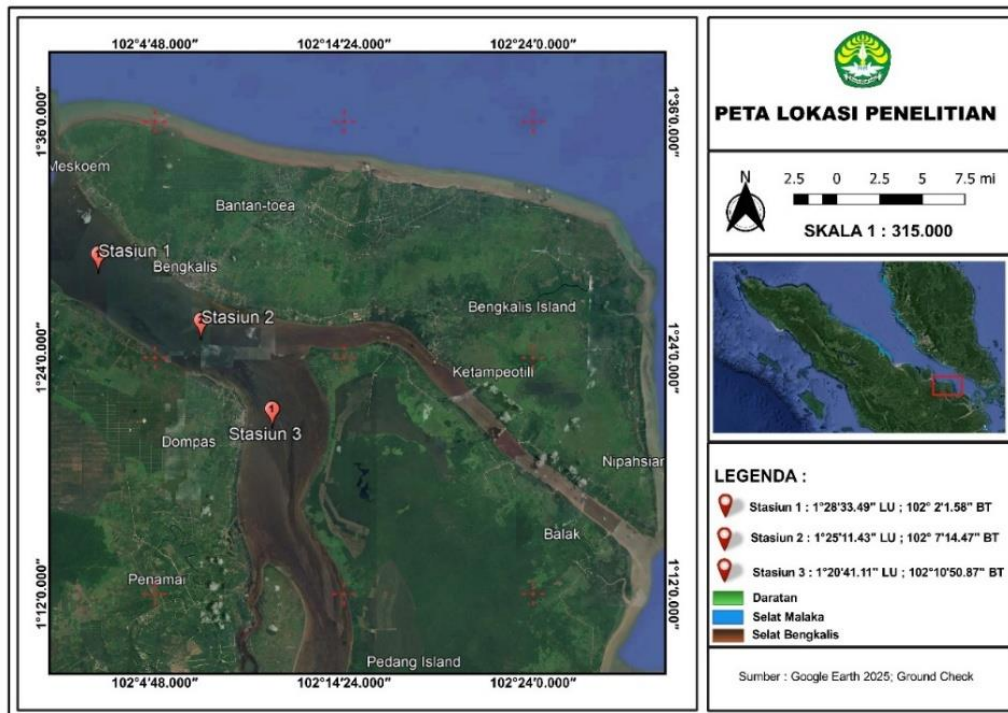 102°4'48.000" 102°14'24.000" 102°24'0.000"
1°36'0.000" 1°36'0.000"
Meskoem
Bantan-toea
Stasiun 1
Bengkalis
Bengkalis Island
Stasiun 2
1°24'0.000" 1°24'0.000"
Ketampeotill
1
Stasiun 3
Dompas
Nipahsian
Balak
Penamai
1°12'0.000" 1°12'0.000"
Pedang Island
102°4'48.000" 102°14'24.000" 102°24'0.000"
PETA LOKASI PENELITIAN
N
2.5 0 2.5 5 7.5 mi
SKALA 1 : 315.000
LEGENDA :
Stasiun 1 : 1°28'33.49" LU ; 102° 2'1.58" BT
Stasiun 2 : 1°25'11.43" LU ; 102° 7'14.47" BT
Stasiun 3 : 1°20'41.11" LU ; 102°10'50.87" BT
Daratan
Selat Malaka
Selat Bengkalis
Sumber : Google Earth 2025; Ground Check